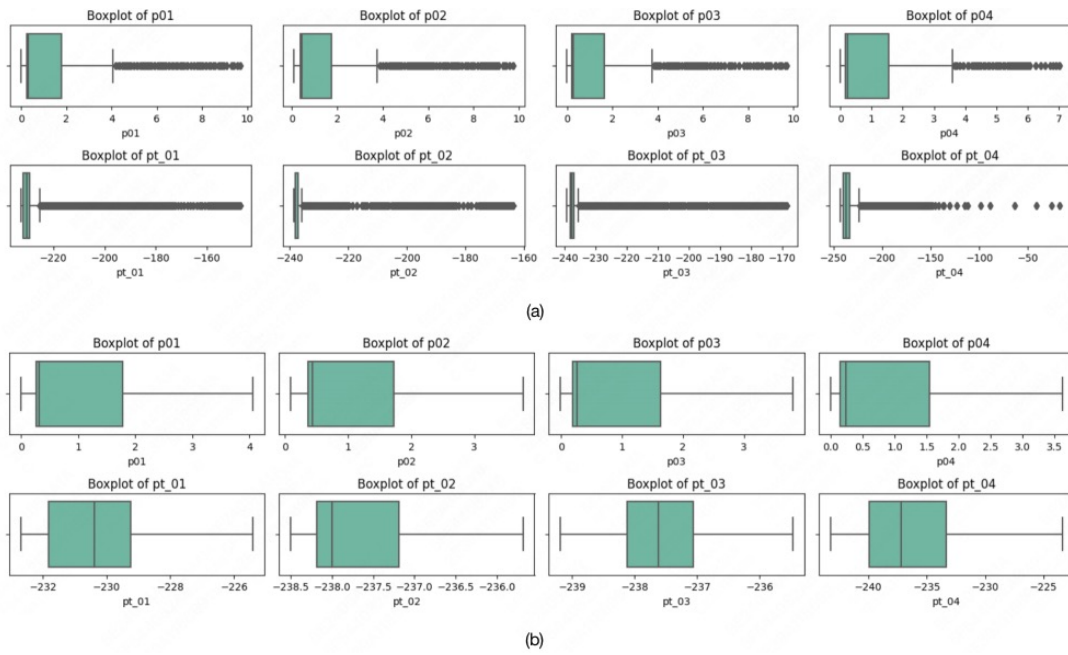 Boxplot of p01 Boxplot of p02 Boxplot of p03 Boxplot of p04
0 2 4 6 8 10 0 2 4 6 8 10 0 2 4 6 8 10 0 1 2 3 4 5 6 7
p01 p02 p03 p04
Boxplot of pt_01 Boxplot of pt_02 Boxplot of pt_03 Boxplot of pt_04
−220 −200 −180 −160 −240 −220 −200 −180 −160 −240 −230 −220 −210 −200 −190 −180 −170 −250 −200 −150 −100 −50
pt_01 pt_02 pt_03 pt_04
(a)
Boxplot of p01 Boxplot of p02 Boxplot of p03 Boxplot of p04
0 1 2 3 4 0 1 2 3 0 1 2 3 0.0 0.5 1.0 1.5 2.0 2.5 3.0 3.5
p01 p02 p03 p04
Boxplot of pt_01 Boxplot of pt_02 Boxplot of pt_03 Boxplot of pt_04
−232 −230 −228 −226 −238.5 −238.0 −237.5 −237.0 −236.5 −236.0 −239 −238 −237 −236 −240 −235 −230 −225
pt_01 pt_02 pt_03 pt_04
(b)